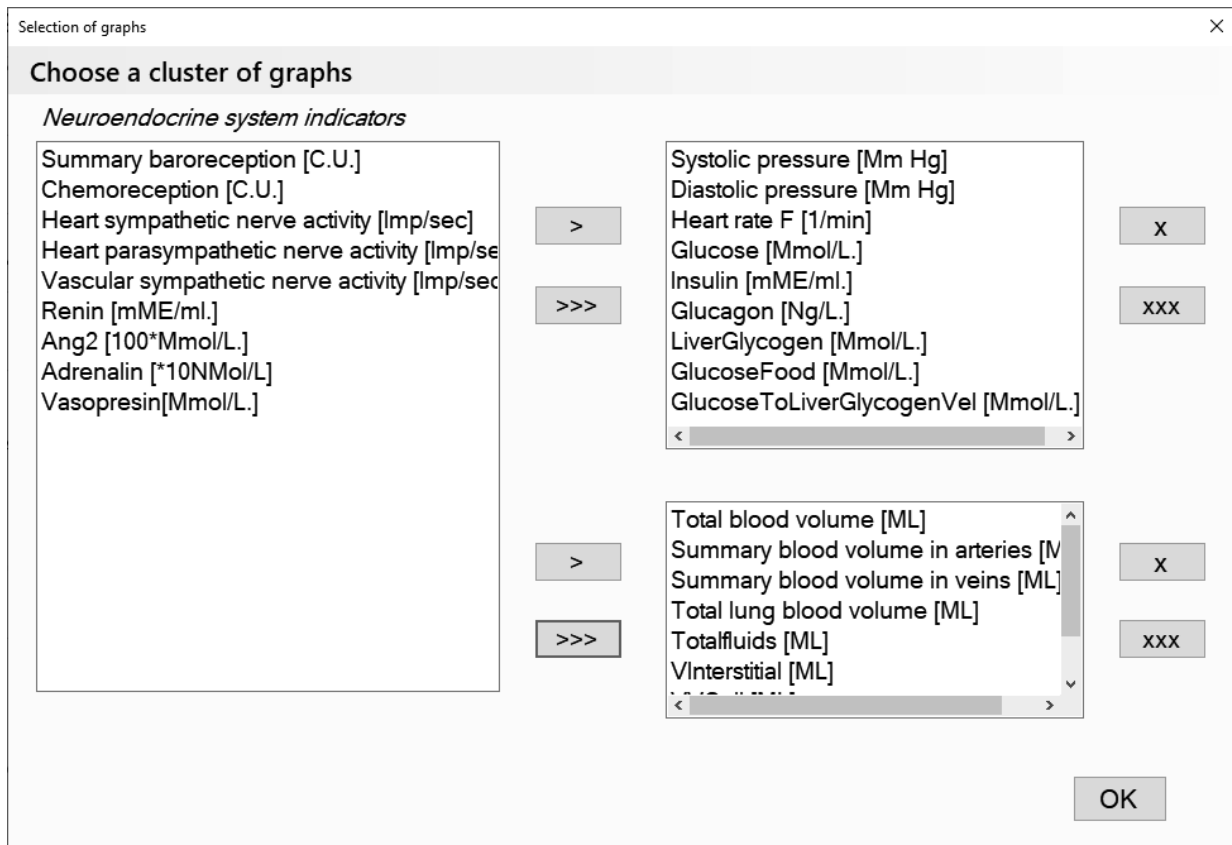 Selection of graphs
Choose a cluster of graphs
Neuroendocrine system indicators
Summary baroreception [C.U.]
Chemoreception [C.U.]
Heart sympathetic nerve activity [Imp/sec]
Heart parasympathetic nerve activity [Imp/se
Vascular sympathetic nerve activity [Imp/sec
Renin [mME/ml.]
Ang2 [100*Mmol/L.]
Adrenalin [*10NMol/L]
Vasopresin[Mmol/L.]
>
>>>
>
>>>
Systolic pressure [Mm Hg]
Diastolic pressure [Mm Hg]
Heart rate F [1/min]
Glucose [Mmol/L.]
Insulin [mME/ml.]
Glucagon [Ng/L.]
LiverGlycogen [Mmol/L.]
GlucoseFood [Mmol/L.]
GlucoseToLiverGlycogenVel [Mmol/L.]
x
xxx
Total blood volume [ML]
Summary blood volume in arteries [M
Summary blood volume in veins [ML]
Total lung blood volume [ML]
Totalfluids [ML]
VInterstitial [ML]
x
xxx
OK